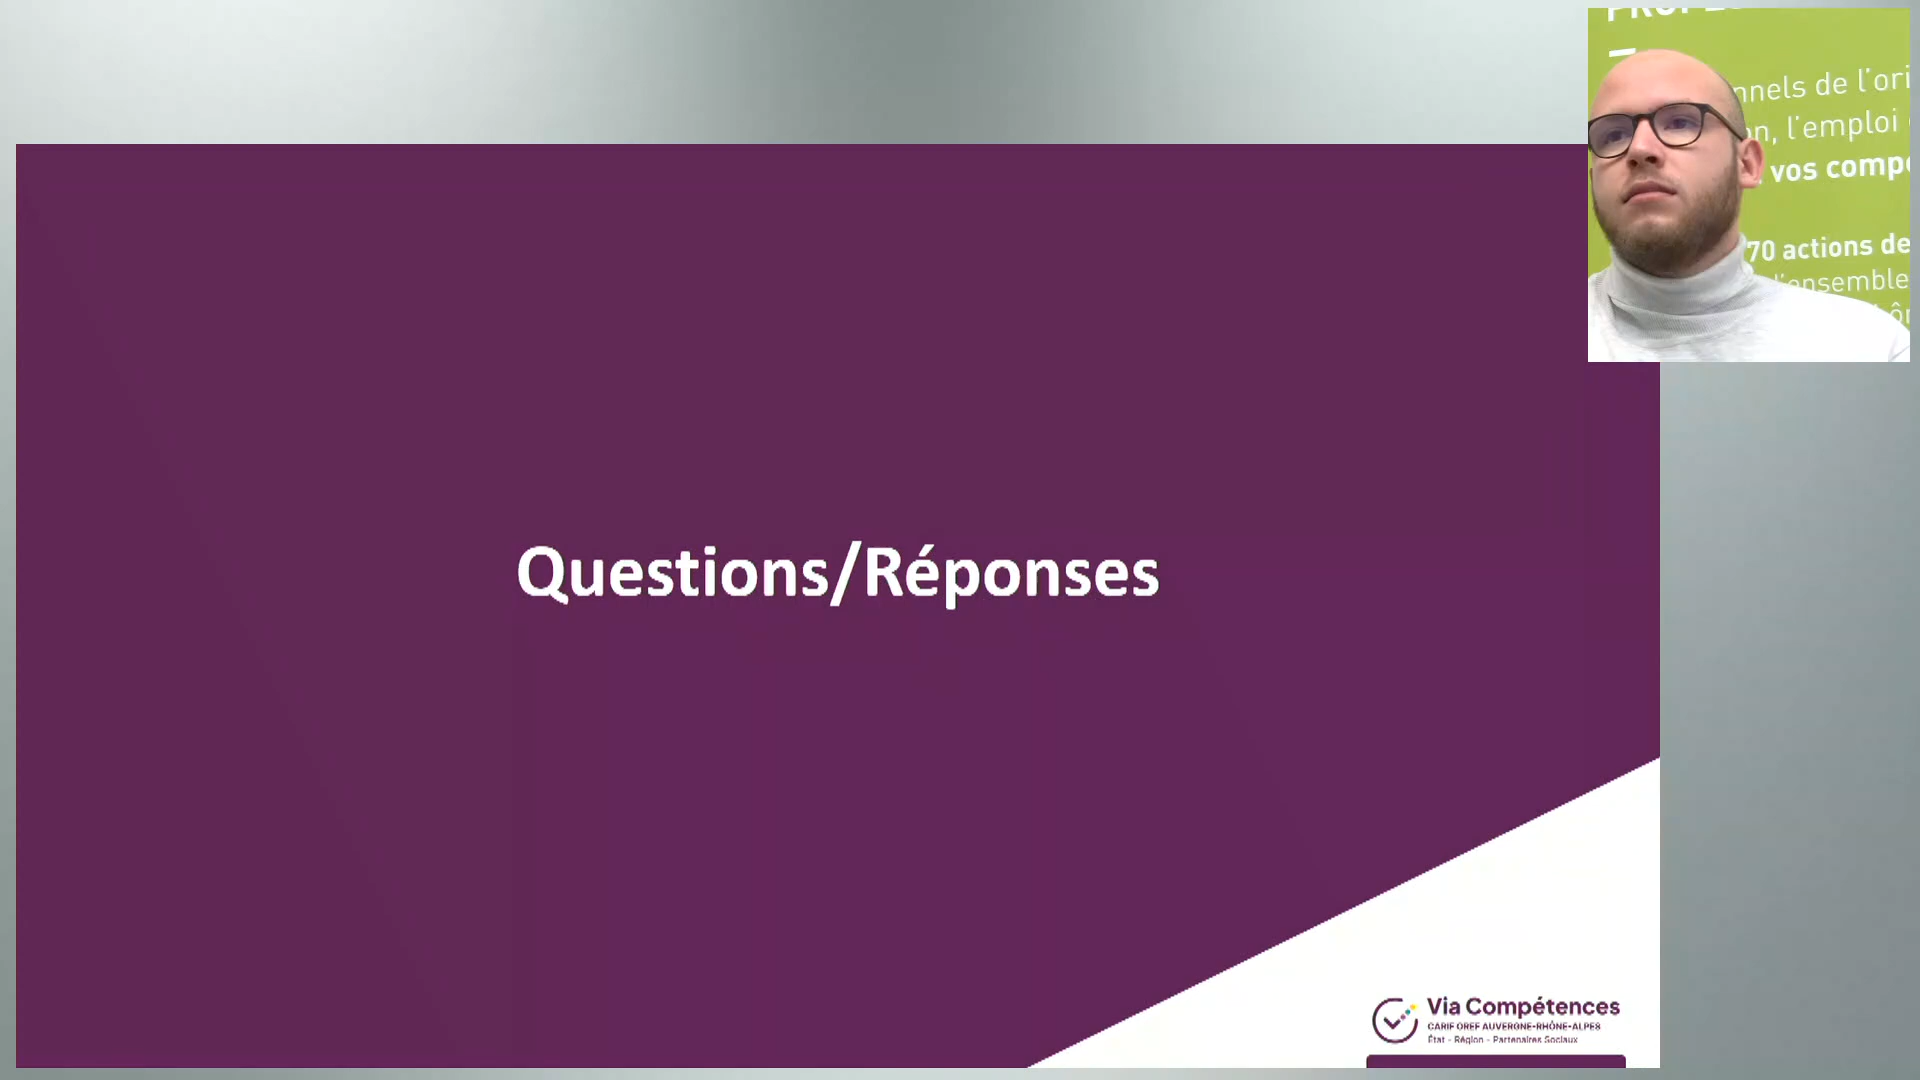 nnels de l'ori
on, l'emploi
vos comp
70 actions de
l'ensemble
Questions/Réponses
Via Compétences
CARIF OREF AUVERGNE-RHÔNE-ALPES
État - Région - Partenaires Sociaux